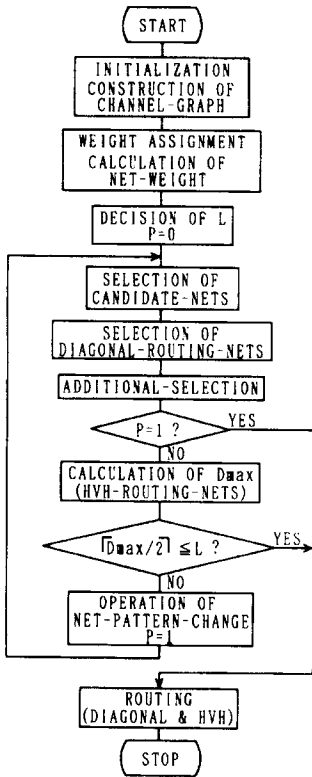 START
INITIALIZATION
CONSTRUCTION OF
CHANNEL-GRAPH
WEIGHT ASSIGNMENT
CALCULATION OF
NET-WEIGHT
DECISION OF L
P=0
SELECTION OF
CANDIDATE-NETS
SELECTION OF
DIAGONAL-ROUTING-NETS
ADDITIONAL-SELECTION
P=1 ?
YES
NO
CALCULATION OF Dmax
(HVH-ROUTING-NETS)
⌈Dmax/2⌉ ≦ L ?
YES
NO
OPERATION OF
NET-PATTERN-CHANGE
P=1
ROUTING
(DIAGONAL & HVH)
STOP